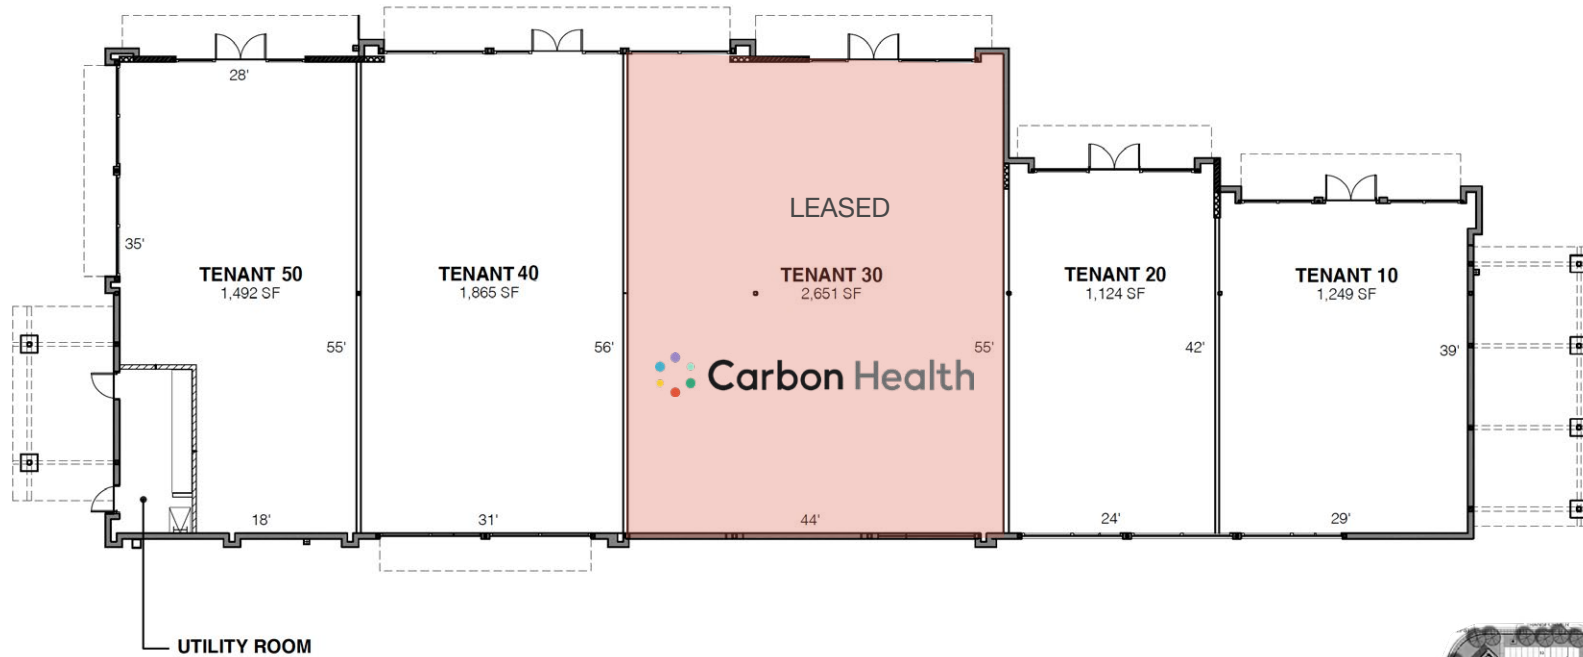 28'
LEASED
35'
TENANT 50
1,492 SF
TENANT 40
1,865 SF
TENANT 30
2,651 SF
TENANT 20
1,124 SF
TENANT 10
1,249 SF
55'
56'
55'
42'
39'
Carbon Health
18'
31'
44'
24'
29'
UTILITY ROOM